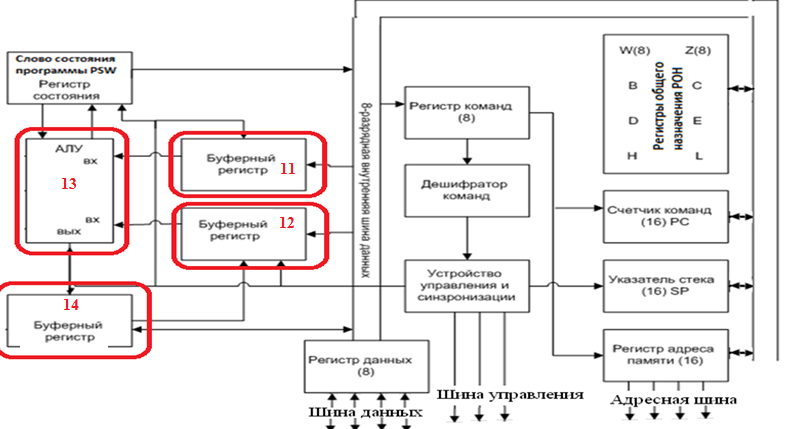 Слово состояния
программы PSW
Регистр
состояния
АЛУ
вх
13
вх
вых
Буферный
регистр
11
Буферный
регистр
12
14
Буферный
регистр
8-разрядная внутренняя шина данных
Регистр команд
(8)
Дешифратор
команд
Устройство
управления и
синхронизации
Регистр данных
(8)
Шина данных
Шина управления
W(8) Z(8)
B C
D E
H L
Регистры общего
назначения РОН
Счетчик команд
(16) PC
Указатель стека
(16) SP
Регистр адреса
памяти (16)
Адресная шина